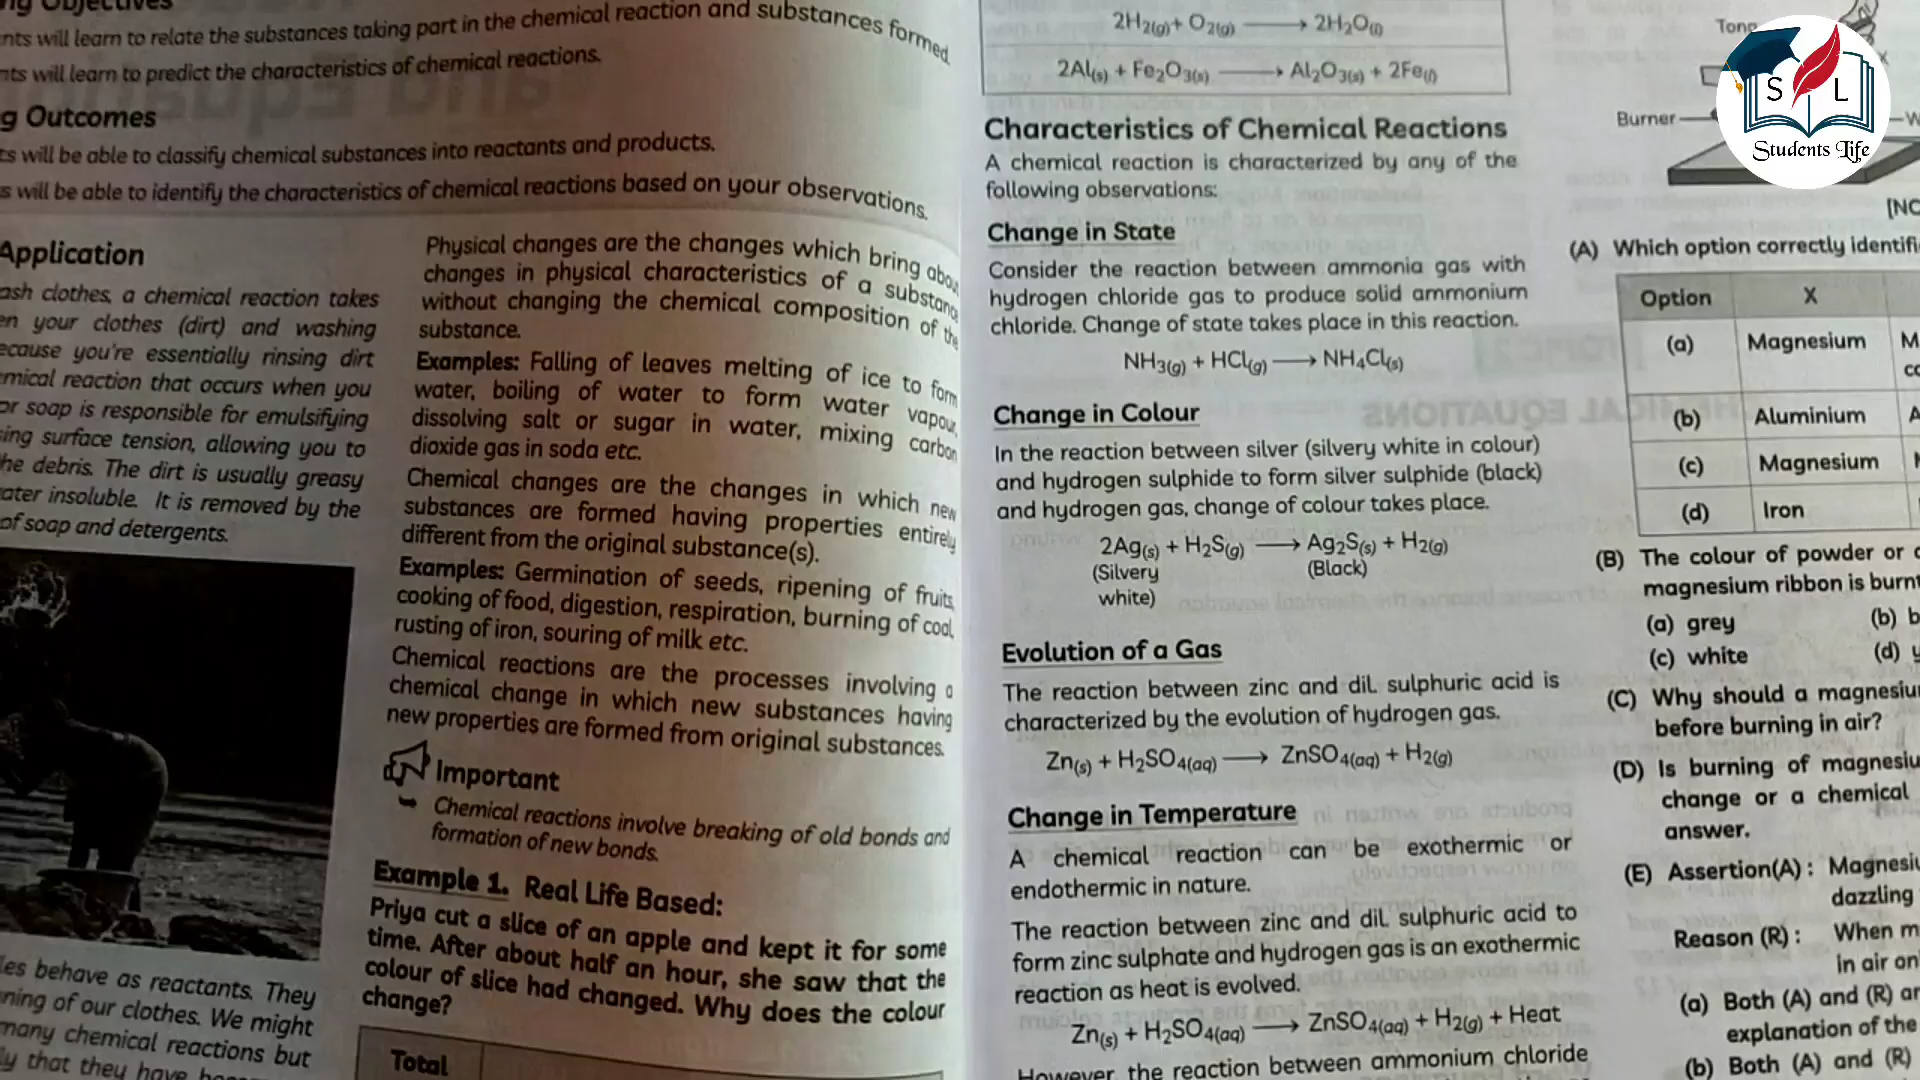 ng Objectives
nts will learn to relate the substances taking part in the chemical reaction and substances formed.
nts will learn to predict the characteristics of chemical reactions.
g Outcomes
ts will be able to classify chemical substances into reactants and products.
s will be able to identify the characteristics of chemical reactions based on your observations.
Application
ash clothes, a chemical reaction takes
en your clothes (dirt) and washing
ecause you're essentially rinsing dirt
mical reaction that occurs when you
or soap is responsible for emulsifying
ing surface tension, allowing you to
he debris. The dirt is usually greasy
ater insoluble. It is removed by the
of soap and detergents.
les behave as reactants. They
ning of our clothes. We might
many chemical reactions but
ly that they have
Physical changes are the changes which bring abou
changes in physical characteristics of a substance
without changing the chemical composition of the
substance.
Examples: Falling of leaves melting of ice to form
water, boiling of water to form water vapour,
dissolving salt or sugar in water, mixing carbon
dioxide gas in soda etc.
Chemical changes are the changes in which new
substances are formed having properties entirely
different from the original substance(s).
Examples: Germination of seeds, ripening of fruits,
cooking of food, digestion, respiration, burning of coal,
rusting of iron, souring of milk etc.
Chemical reactions are the processes involving a
chemical change in which new substances having
new properties are formed from original substances.
Important
Chemical reactions involve breaking of old bonds and
formation of new bonds.
Example 1. Real Life Based:
Priya cut a slice of an apple and kept it for some
time. After about half an hour, she saw that the
colour of slice had changed. Why does the colour
change?
Total
2H2(g) + O2(g) ⟶ 2H2O(l)
2Al(s) + Fe2O3(s) ⟶ Al2O3(s) + 2Fe(l)
Characteristics of Chemical Reactions
A chemical reaction is characterized by any of the
following observations:
Change in State
Consider the reaction between ammonia gas with
hydrogen chloride gas to produce solid ammonium
chloride. Change of state takes place in this reaction.
NH3(g) + HCl(g) ⟶ NH4Cl(s)
Change in Colour
In the reaction between silver (silvery white in colour)
and hydrogen sulphide to form silver sulphide (black)
and hydrogen gas, change of colour takes place.
2Ag(s) + H2S(g) ⟶ Ag2S(s) + H2(g)
(Silvery (Black)
white)
Evolution of a Gas
The reaction between zinc and dil. sulphuric acid is
characterized by the evolution of hydrogen gas.
Zn(s) + H2SO4(aq) ⟶ ZnSO4(aq) + H2(g)
Change in Temperature
A chemical reaction can be exothermic or
endothermic in nature.
The reaction between zinc and dil. sulphuric acid to
form zinc sulphate and hydrogen gas is an exothermic
reaction as heat is evolved.
Zn(s) + H2SO4(aq) ⟶ ZnSO4(aq) + H2(g) + Heat
However, the reaction between ammonium chloride
Tong
X
Burner
W
[NC
(A) Which option correctly identifi
Option X
(a) Magnesium M
co
(b) Aluminium A
(c) Magnesium
(d) Iron
(B) The colour of powder or
magnesium ribbon is burnt
(a) grey (b) b
(c) white (d)
(C) Why should a magnesiu
before burning in air?
(D) Is burning of magnesiu
change or a chemical
answer.
(E) Assertion(A) : Magnesiu
dazzling
Reason (R) : When m
in air an
(a) Both (A) and (R) ar
explanation of the
(b) Both (A) and (R)
S L
Students Life